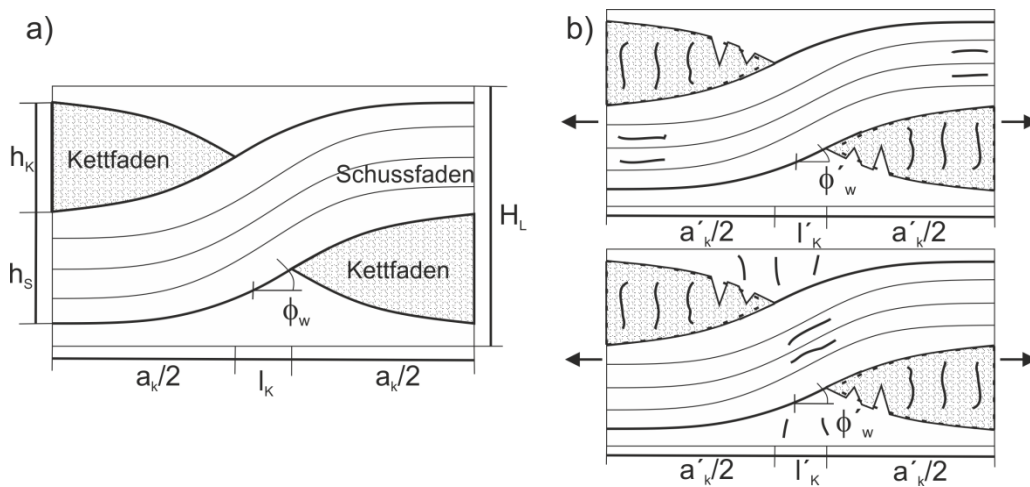 a)
h_K
Kettfaden
Schussfaden
H_L
h_S
Kettfaden
ϕ_w
a_k/2
l_K
a_k/2
b)
ϕ´_w
a´_k/2
l´_K
a´_k/2
ϕ´_w
a´_k/2
l´_K
a´_k/2